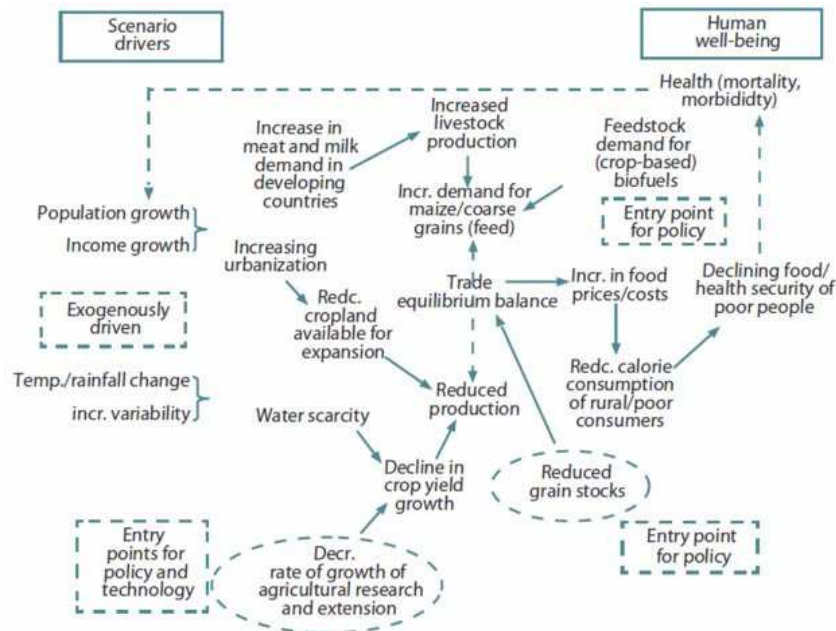 Scenario
drivers
Human
well-being
Health (mortality,
morbididty)
Increased
livestock
production
Increase in
meat and milk
demand in
developing
countries
Feedstock
demand for
(crop-based)
biofuels
Incr. demand for
maize/coarse
grains (feed)
Population growth
Income growth
Entry point
for policy
Increasing
urbanization
Trade
equilibrium balance
Incr. in food
prices/costs
Declining food/
health security of
poor people
Redc.
cropland
available for
expansion
Exogenously
driven
Temp./rainfall change
incr. variability
Redc. calorie
consumption
of rural/poor
consumers
Reduced
production
Water scarcity
Decline in
crop yield
growth
Reduced
grain stocks
Entry
points for
policy and
technology
Decr.
rate of growth of
agricultural research
and extension
Entry point
for policy